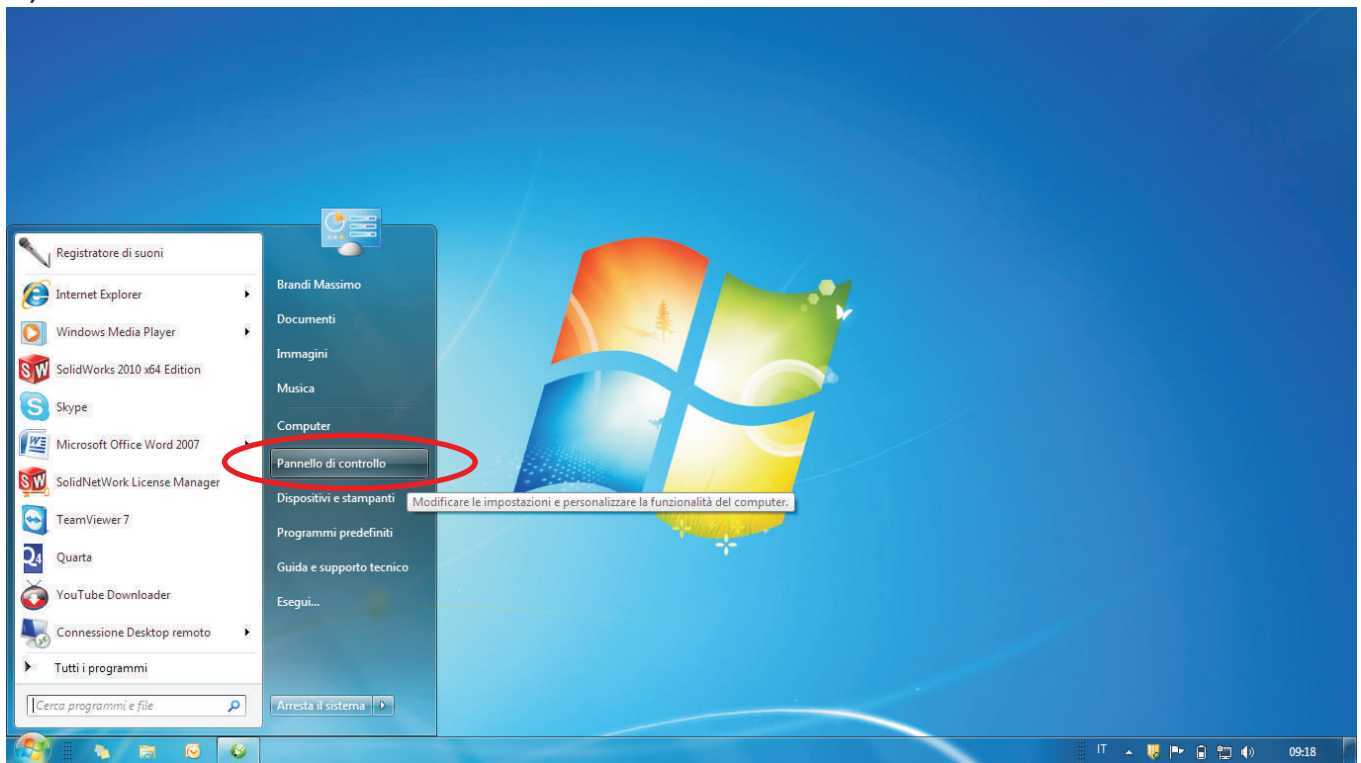 Registratore di suoni
Internet Explorer
Windows Media Player
SolidWorks 2010 x64 Edition
Skype
Microsoft Office Word 2007
SolidNetWork License Manager
TeamViewer 7
Quarta
YouTube Downloader
Connessione Desktop remoto
Tutti i programmi
Cerca programmi e file
Brandi Massimo
Documenti
Immagini
Musica
Computer
Pannello di controllo
Dispositivi e stampanti
Modificare le impostazioni e personalizzare la funzionalità del computer.
Programmi predefiniti
Guida e supporto tecnico
Esegui...
Arresta il sistema
IT
09:18